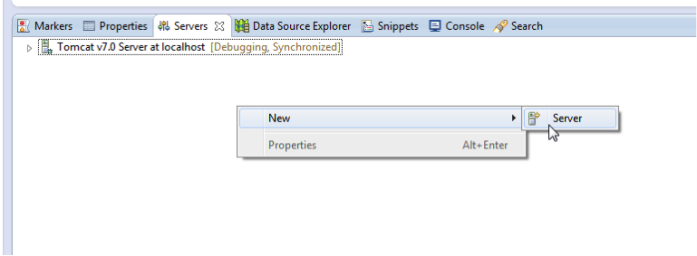 Markers Properties Servers Data Source Explorer Snippets Console Search
Tomcat v7.0 Server at localhost [Debugging, Synchronized]
New Server
Properties Alt+Enter